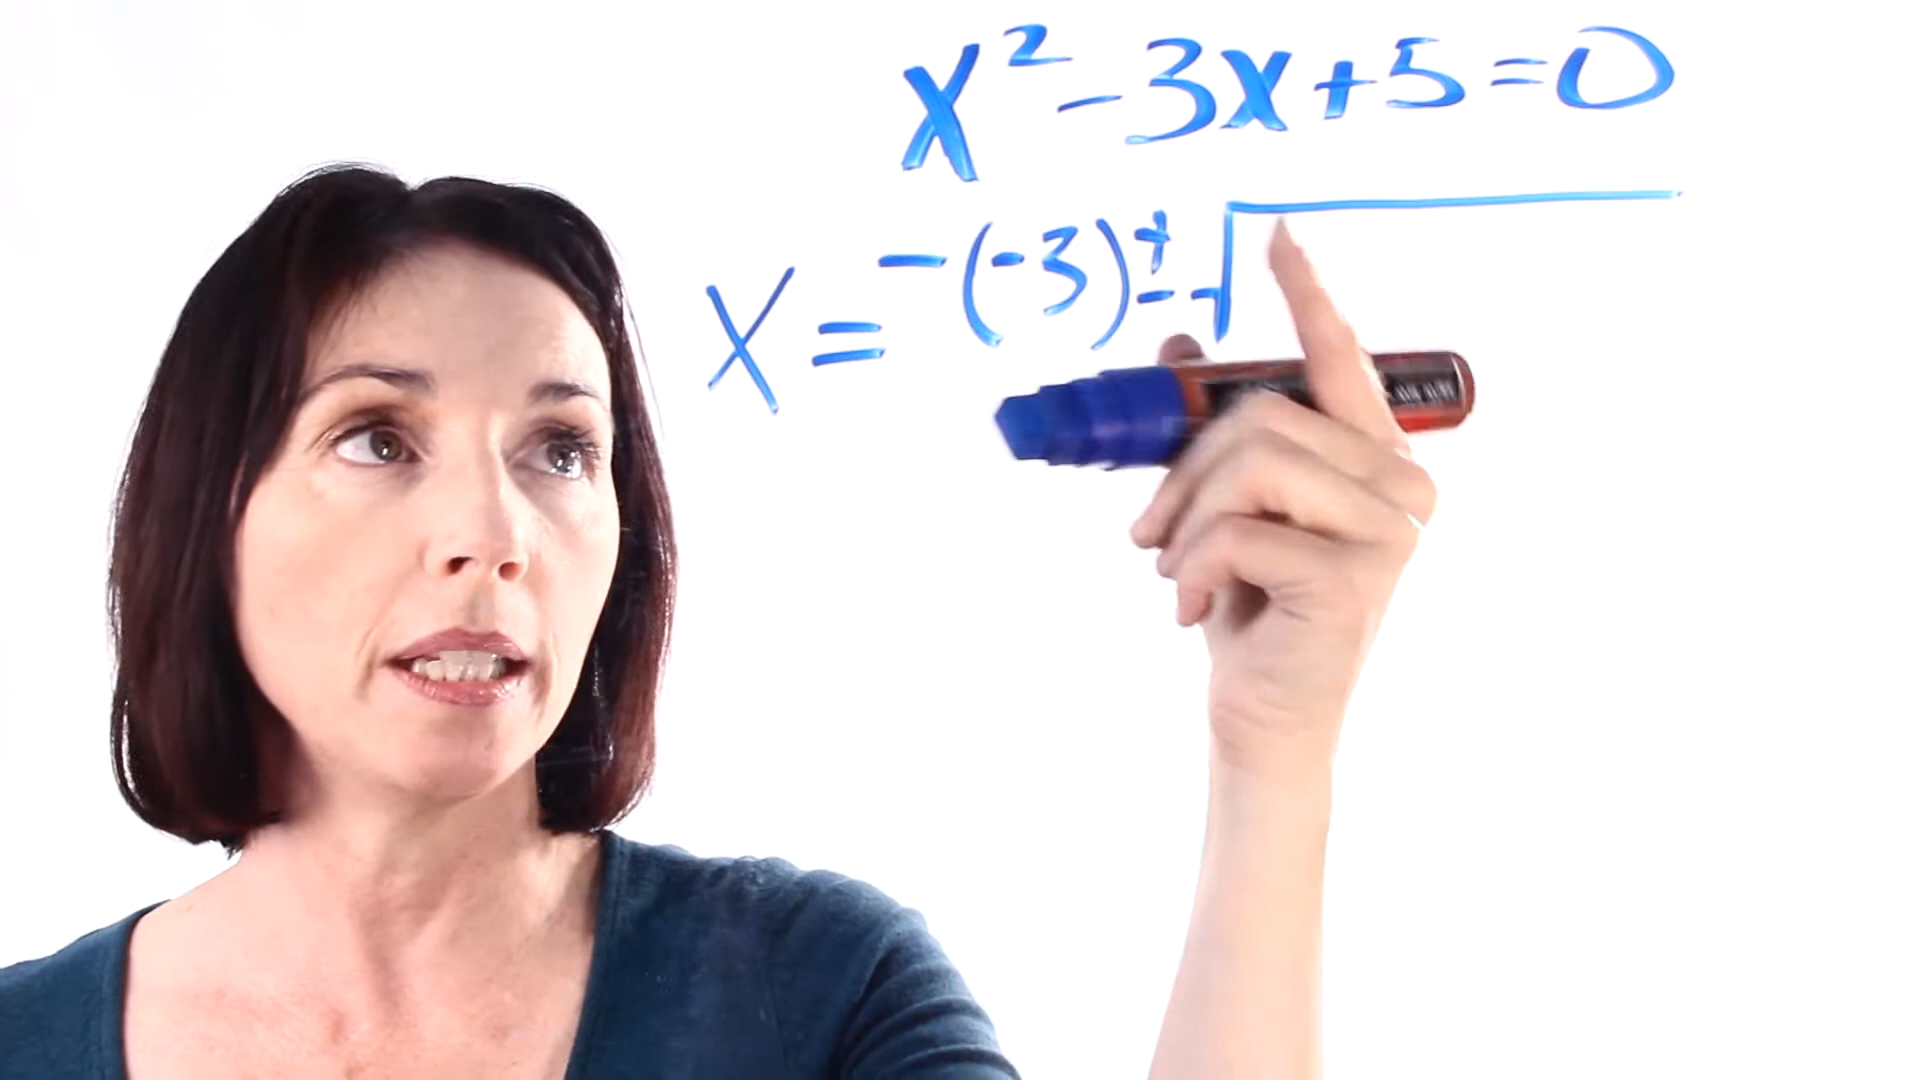 x² - 3x + 5 = 0
x = -(-3) ± √